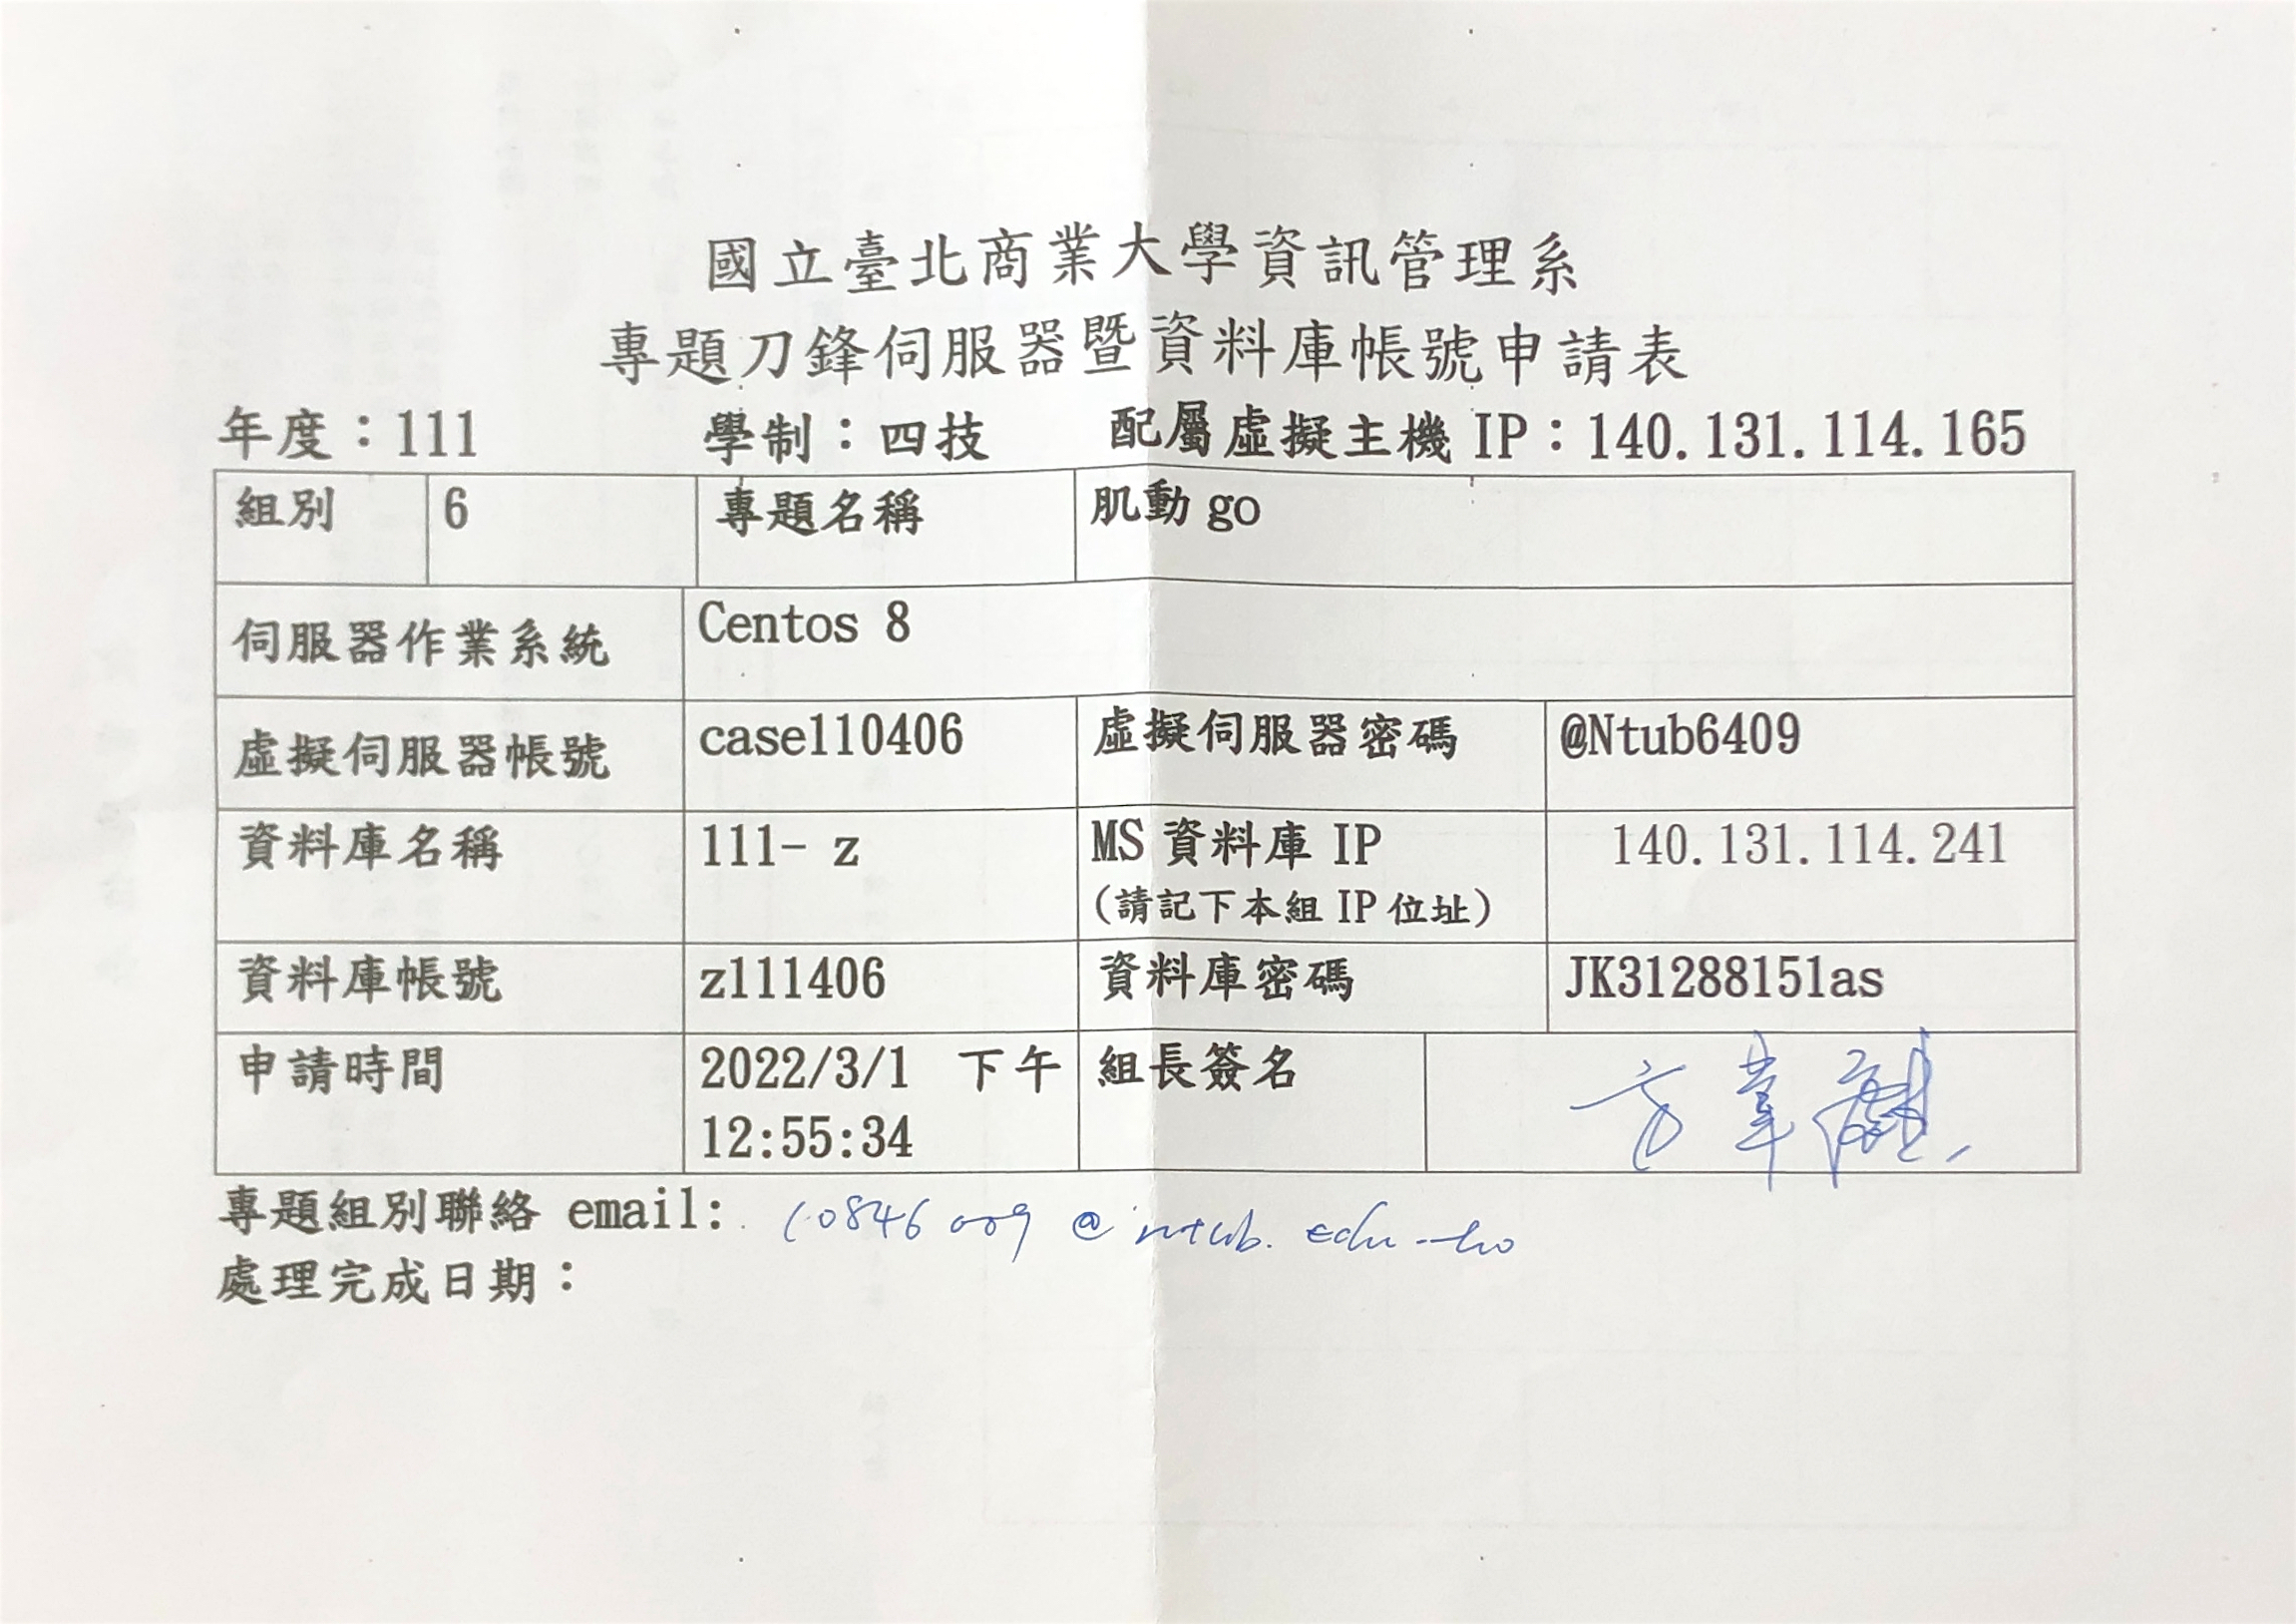 國立臺北商業大學資訊管理系
專題刀鋒伺服器暨資料庫帳號申請表
年度：111 學制：四技 配屬虛擬主機 IP：140.131.114.165
組別 6 專題名稱 肌動 go
伺服器作業系統 Centos 8
虛擬伺服器帳號 case110406 虛擬伺服器密碼 @Ntub6409
資料庫名稱 111- z MS 資料庫 IP 140.131.114.241
(請記下本組 IP 位址)
資料庫帳號 z111406 資料庫密碼 JK31288151as
申請時間 2022/3/1 下午 組長簽名
12:55:34
專題組別聯絡 email: 10846009@ntub.edu.tw
處理完成日期：